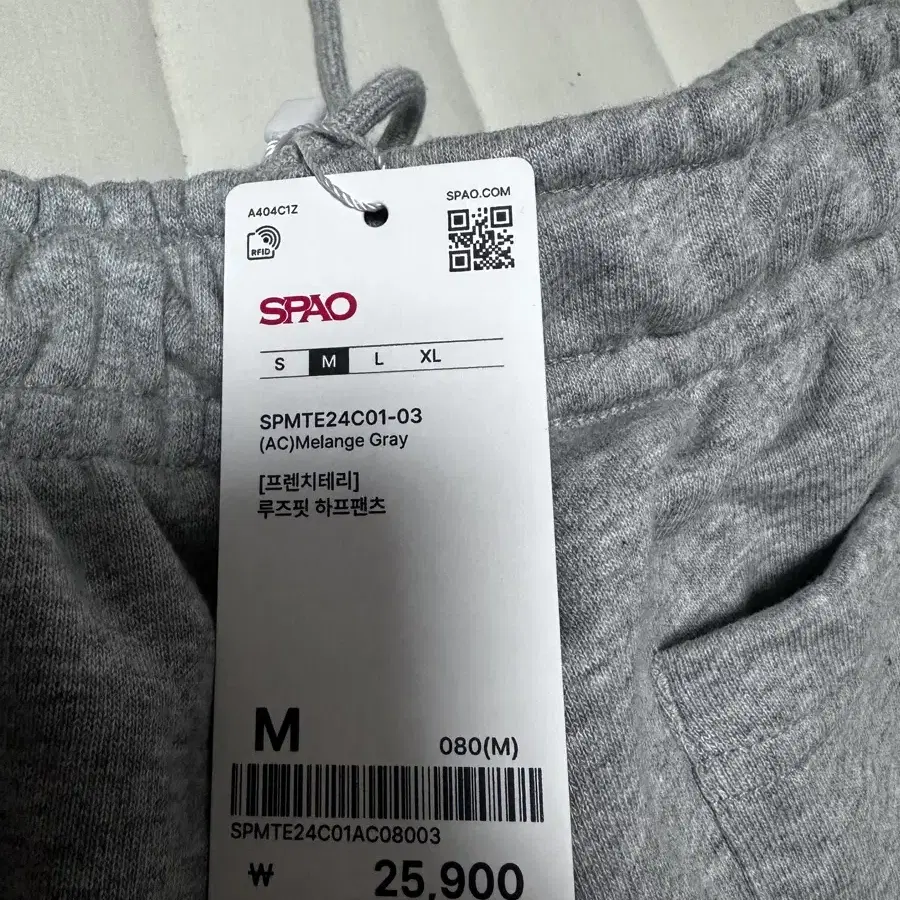 A404C1Z
SPAO.COM
RFID
SPAO
S M L XL
SPMTE24C01-03
(AC)Melange Gray
[프렌치테리]
루즈핏 하프팬츠
M
080(M)
SPMTE24C01AC08003
₩ 25,900